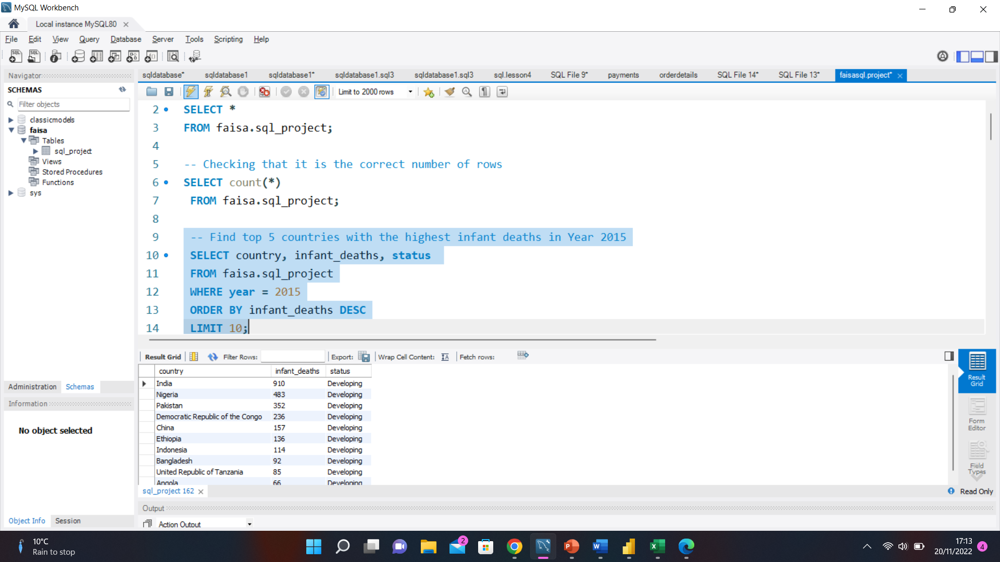 MySQL Workbench
Local instance MySQL80
File Edit View Query Database Server Tools Scripting Help
Navigator
SCHEMAS
Filter objects
classicmodels
faisa
Tables
sql_project
Views
Stored Procedures
Functions
sys
Administration Schemas
Information
No object selected
Object Info Session
sqldatabase* sqldatabase1 sqldatabase1* sqldatabase1.sql3 sqldatabase1.sql3 sql.lesson4 SQL File 9* payments orderdetails SQL File 14* SQL File 13* faisasql.project*
Limit to 2000 rows
2 SELECT *
3 FROM faisa.sql_project;
4
5 -- Checking that it is the correct number of rows
6 SELECT count(*)
7 FROM faisa.sql_project;
8
9 -- Find top 5 countries with the highest infant deaths in Year 2015
10 SELECT country, infant_deaths, status
11 FROM faisa.sql_project
12 WHERE year = 2015
13 ORDER BY infant_deaths DESC
14 LIMIT 10;
Result Grid Filter Rows: Export: Wrap Cell Content: IA Fetch rows:
country infant_deaths status
India 910 Developing
Nigeria 483 Developing
Pakistan 352 Developing
Democratic Republic of the Congo 236 Developing
China 157 Developing
Ethiopia 136 Developing
Indonesia 114 Developing
Bangladesh 92 Developing
United Republic of Tanzania 85 Developing
Angola 66 Developing
Result
Grid
Form
Editor
Field
Types
sql_project 162
Read Only
Output
Action Output
10°C
Rain to stop
2
17:13
20/11/2022
4